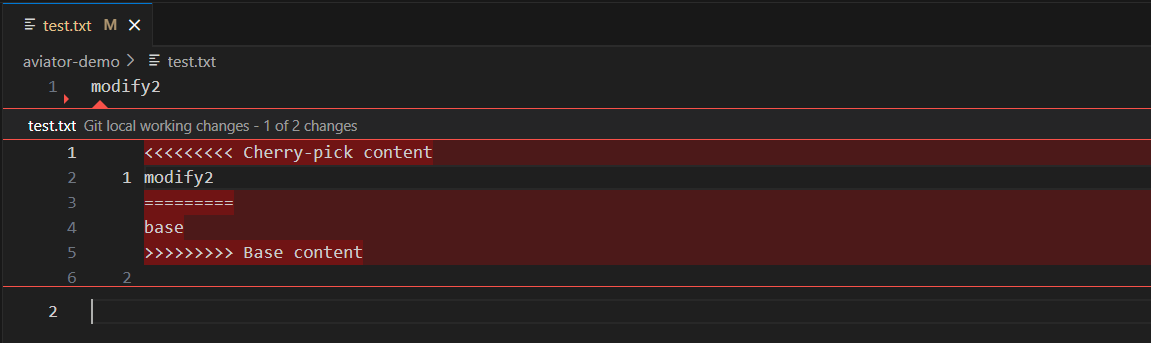 test.txt M
aviator-demo > test.txt
1 modify2
test.txt Git local working changes - 1 of 2 changes
1 <<<<<<<<< Cherry-pick content
2 1 modify2
3 =========
4 base
5 >>>>>>>>> Base content
6 2
2